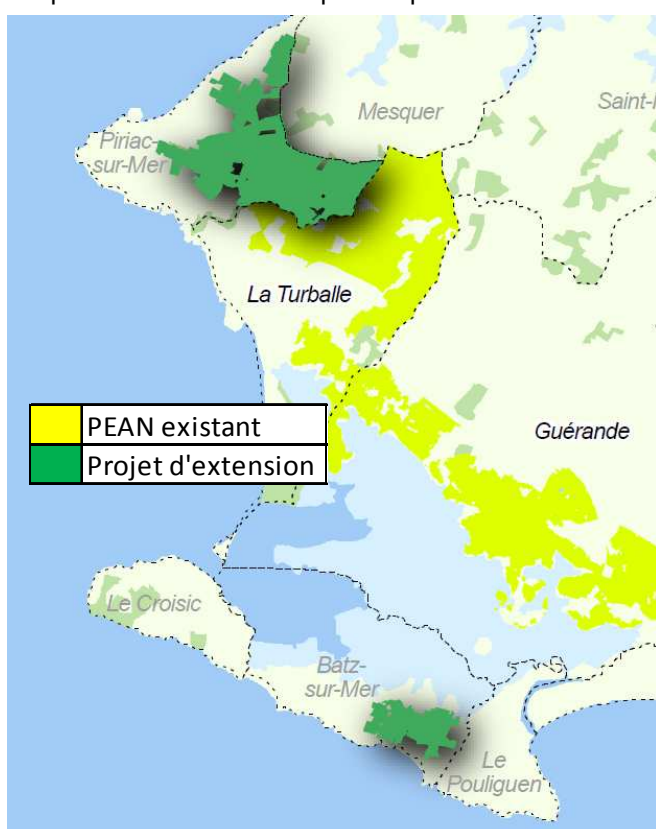 Mesquer
Saint-
Piriac-
sur-Mer
La Turballe
PEAN existant
Projet d'extension
Guérande
Le Croisic
Batz-
sur-Mer
Le
Pouliguen